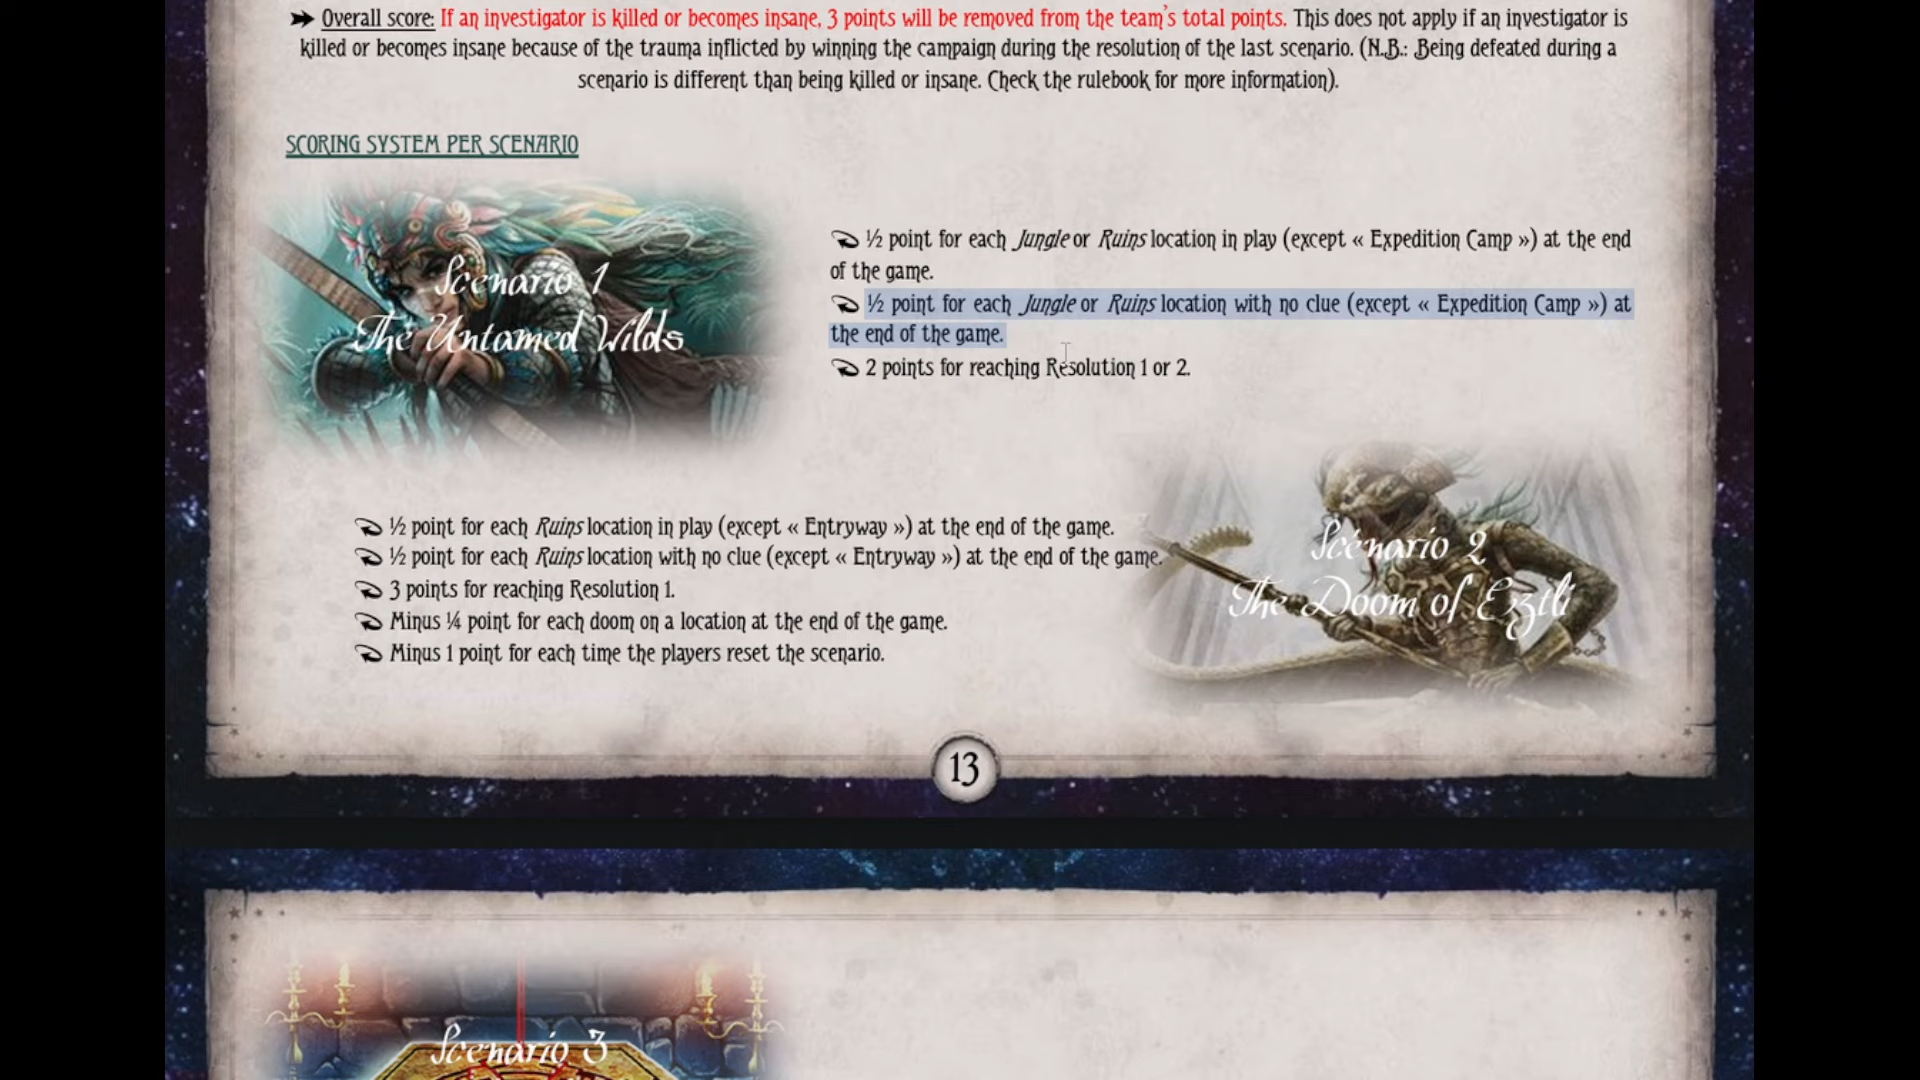 Overall score: If an investigator is killed or becomes insane, 3 points will be removed from the team's total points. This does not apply if an investigator is
killed or becomes insane because of the trauma inflicted by winning the campaign during the resolution of the last scenario. (N.B.: Being defeated during a
scenario is different than being killed or insane. Check the rulebook for more information).
SCORING SYSTEM PER SCENARIO
Scenario 1
The Untamed Wilds
½ point for each Jungle or Ruins location in play (except « Expedition Camp ») at the end
of the game.
½ point for each Jungle or Ruins location with no clue (except « Expedition Camp ») at
the end of the game.
2 points for reaching Resolution 1 or 2.
½ point for each Ruins location in play (except « Entryway ») at the end of the game.
½ point for each Ruins location with no clue (except « Entryway ») at the end of the game.
3 points for reaching Resolution 1.
Minus ¼ point for each doom on a location at the end of the game.
Minus 1 point for each time the players reset the scenario.
Scenario 2
The Doom of Eztli
13
Scenario 3